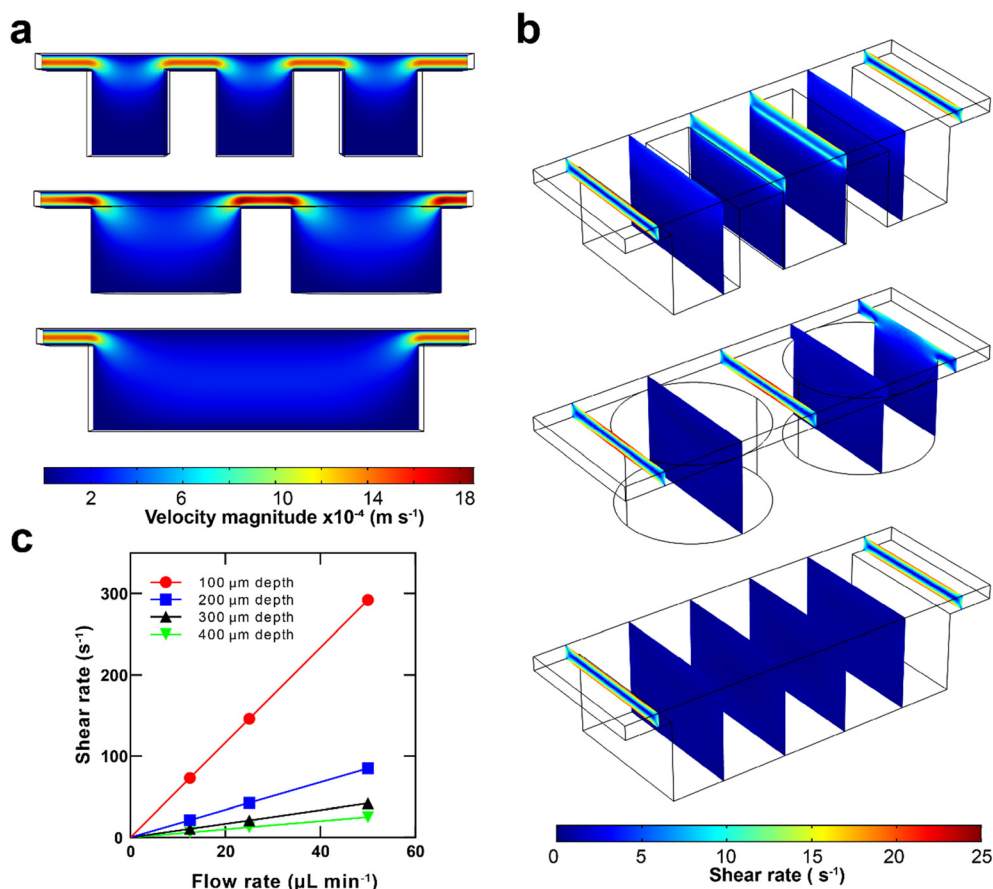 a
b
2 6 10 14 18
Velocity magnitude x10⁻⁴ (m s⁻¹)
c
100 µm depth
200 µm depth
300 µm depth
400 µm depth
300
200
100
0
Shear rate (s⁻¹)
0 20 40 60
Flow rate (µL min⁻¹)
0 5 10 15 20 25
Shear rate ( s⁻¹)